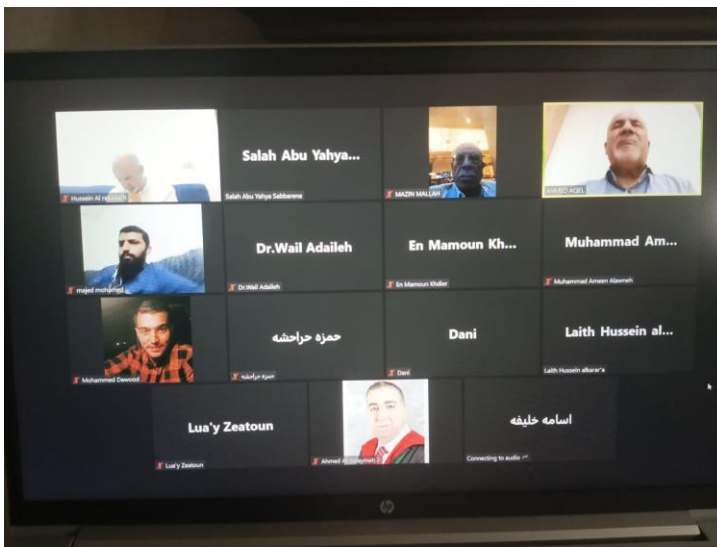 Hussein Al
Salah Abu Yahya...
Salah Abu Yahya Sabbarene
MAZIN MALLAH
AHMED AQEL
majed mohamed
Dr.Wail Adaileh
Dr.Wail Adaileh
En Mamoun Kh...
En Mamoun Khdier
Muhammad Am...
Muhammad Ameen Alawneh
Mohammed Dawood
حمزه حراحشه
حمزه حراحشه
Dani
Dani
Laith Hussein al...
Laith Hussein alkarar'a
Lua'y Zeatoun
Lua'y Zeatoun
Ahmed
اسامه خليفه
Connecting to audio
hp